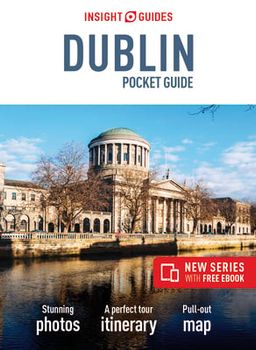 INSIGHT GUIDES
DUBLIN
POCKET GUIDE
NEW SERIES
WITH FREE EBOOK
Stunning
photos
A perfect tour
itinerary
Pull-out
map